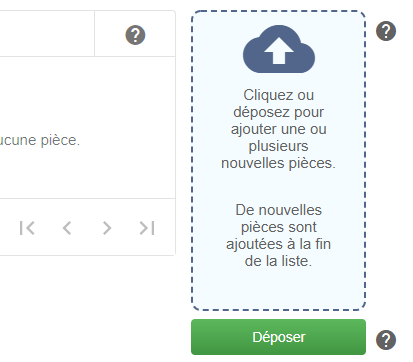 ucune pièce.
Cliquez ou
déposez pour
ajouter une ou
plusieurs
nouvelles pièces.
De nouvelles
pièces sont
ajoutées à la fin
de la liste.
Déposer